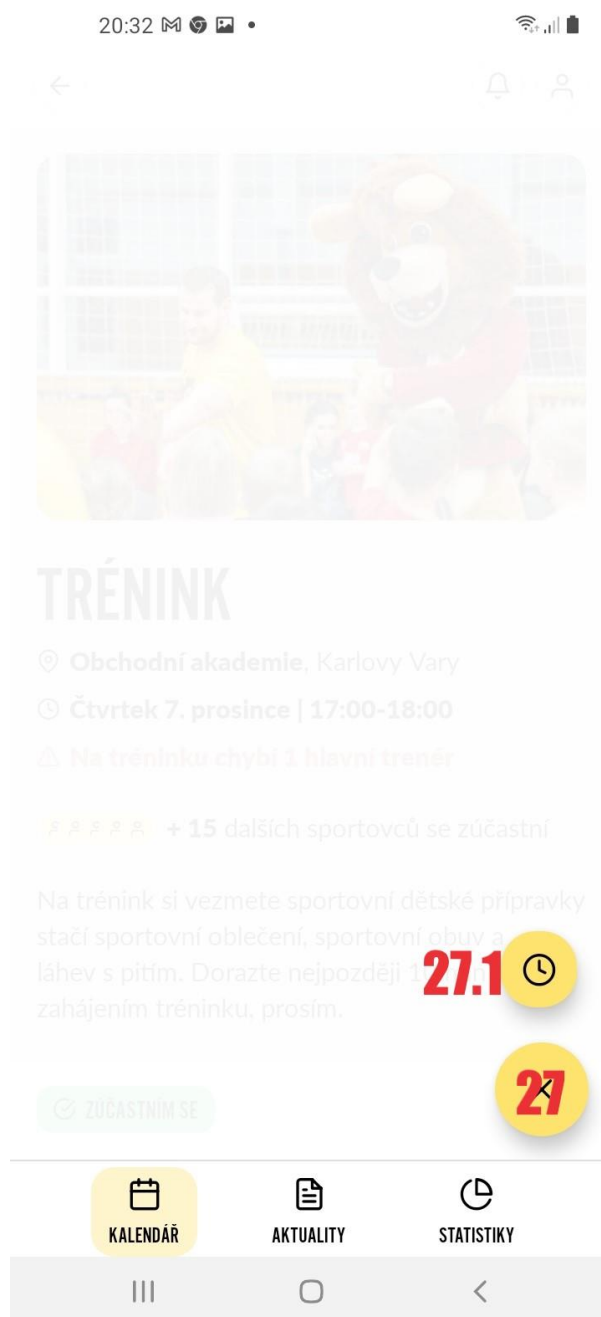 20:32
TRÉNINK
Obchodní akademie, Karlovy Vary
Čtvrtek 7. prosince | 17:00-18:00
Na tréninku chybí 1 hlavní trenér
+ 15 dalších sportovců se zúčastní
Na trénink si vezmete sportovní dětské přípravky
stačí sportovní oblečení, sportovní obuv a
láhev s pitím. Dorazte nejpozději
27.1
zahájením tréninku, prosím.
27
ZÚČASTNÍM SE
KALENDÁŘ
AKTUALITY
STATISTIKY